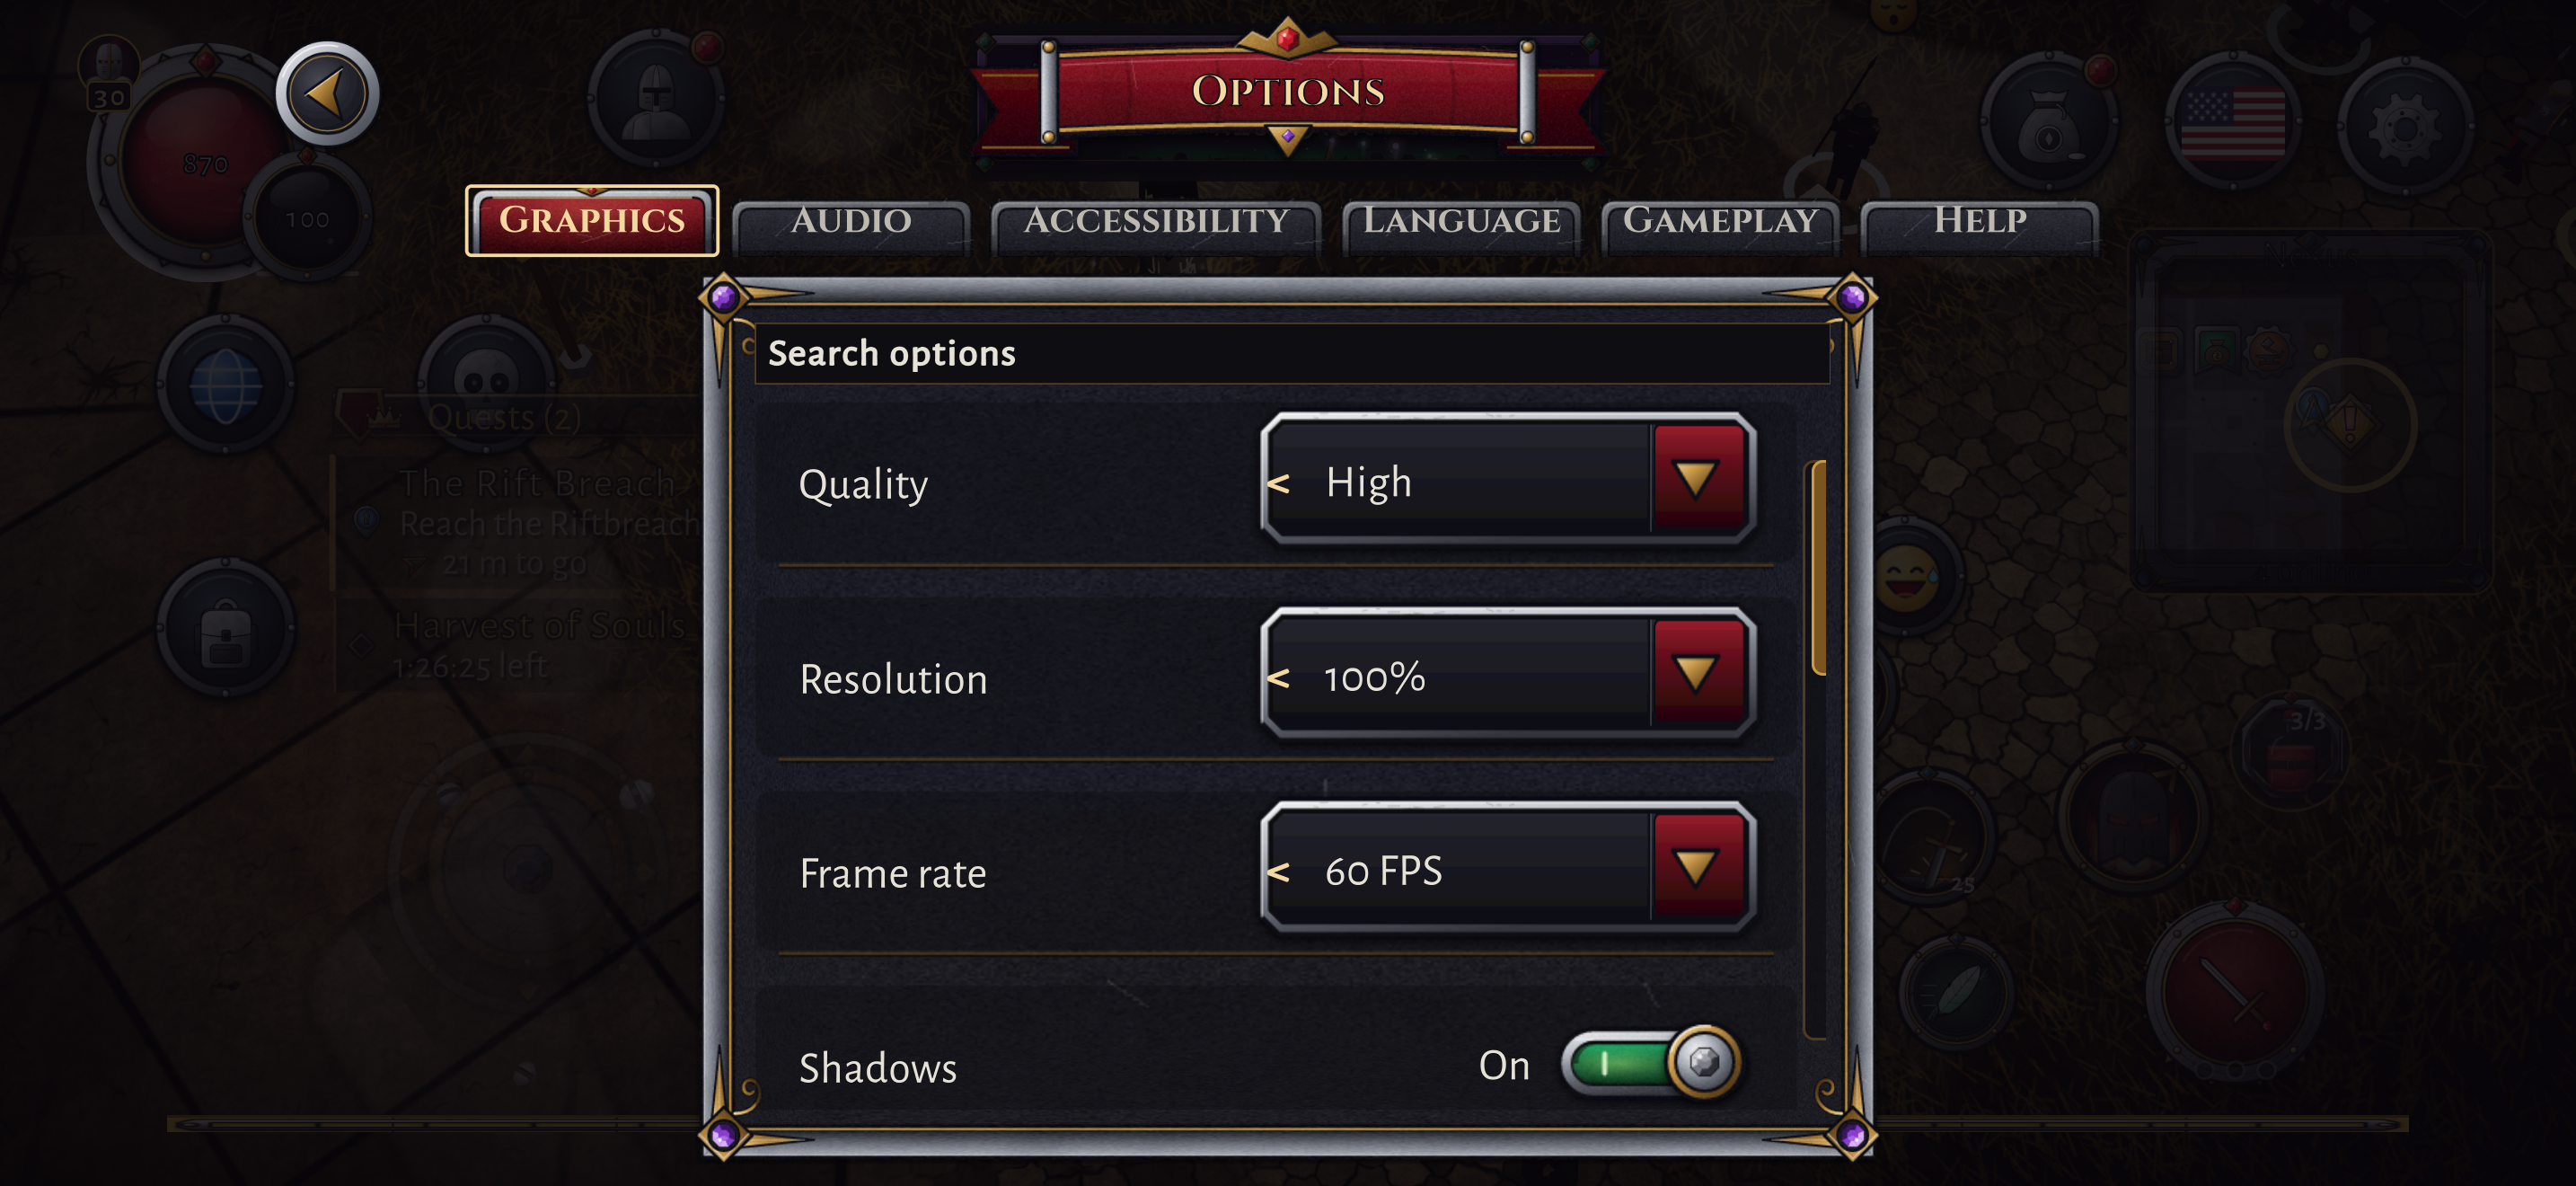 Options
30
870
100
Graphics
Audio
Accessibility
Language
Gameplay
Help
Search options
Quality
< High
Resolution
< 100%
Frame rate
< 60 FPS
Shadows
On
Quests (2)
The Rift Breach
Reach the Riftbreach
21 m to go
Harvest of Souls
1:26:25 left
3/3
25